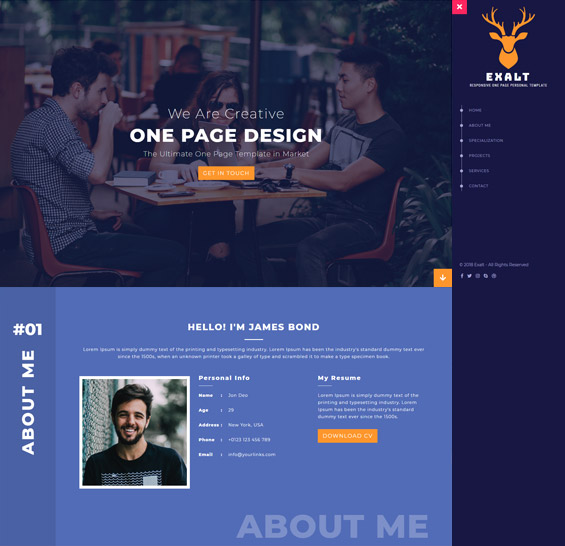 We Are Creative
ONE PAGE DESIGN
The Ultimate One Page Template in Market
GET IN TOUCH
EXALT
RESPONSIVE ONE PAGE PERSONAL TEMPLATE
HOME
ABOUT ME
SPECIALIZATION
PROJECTS
SERVICES
CONTACT
© 2018 Exalt - All Rights Reserved
#01
ABOUT ME
HELLO! I'M JAMES BOND
Lorem Ipsum is simply dummy text of the printing and typesetting industry. Lorem Ipsum has been the industry's standard dummy text ever
since the 1500s, when an unknown printer took a galley of type and scrambled it to make a type specimen book.
Personal Info
Name : Jon Deo
Age : 29
Address : New York, USA
Phone : +0123 123 456 789
Email : info@yourlinks.com
My Resume
Lorem Ipsum is simply dummy text of the
printing and typesetting industry. Lorem
Ipsum has been the industry's standard
dummy text ever since the 1500s
DOWNLOAD CV
ABOUT ME